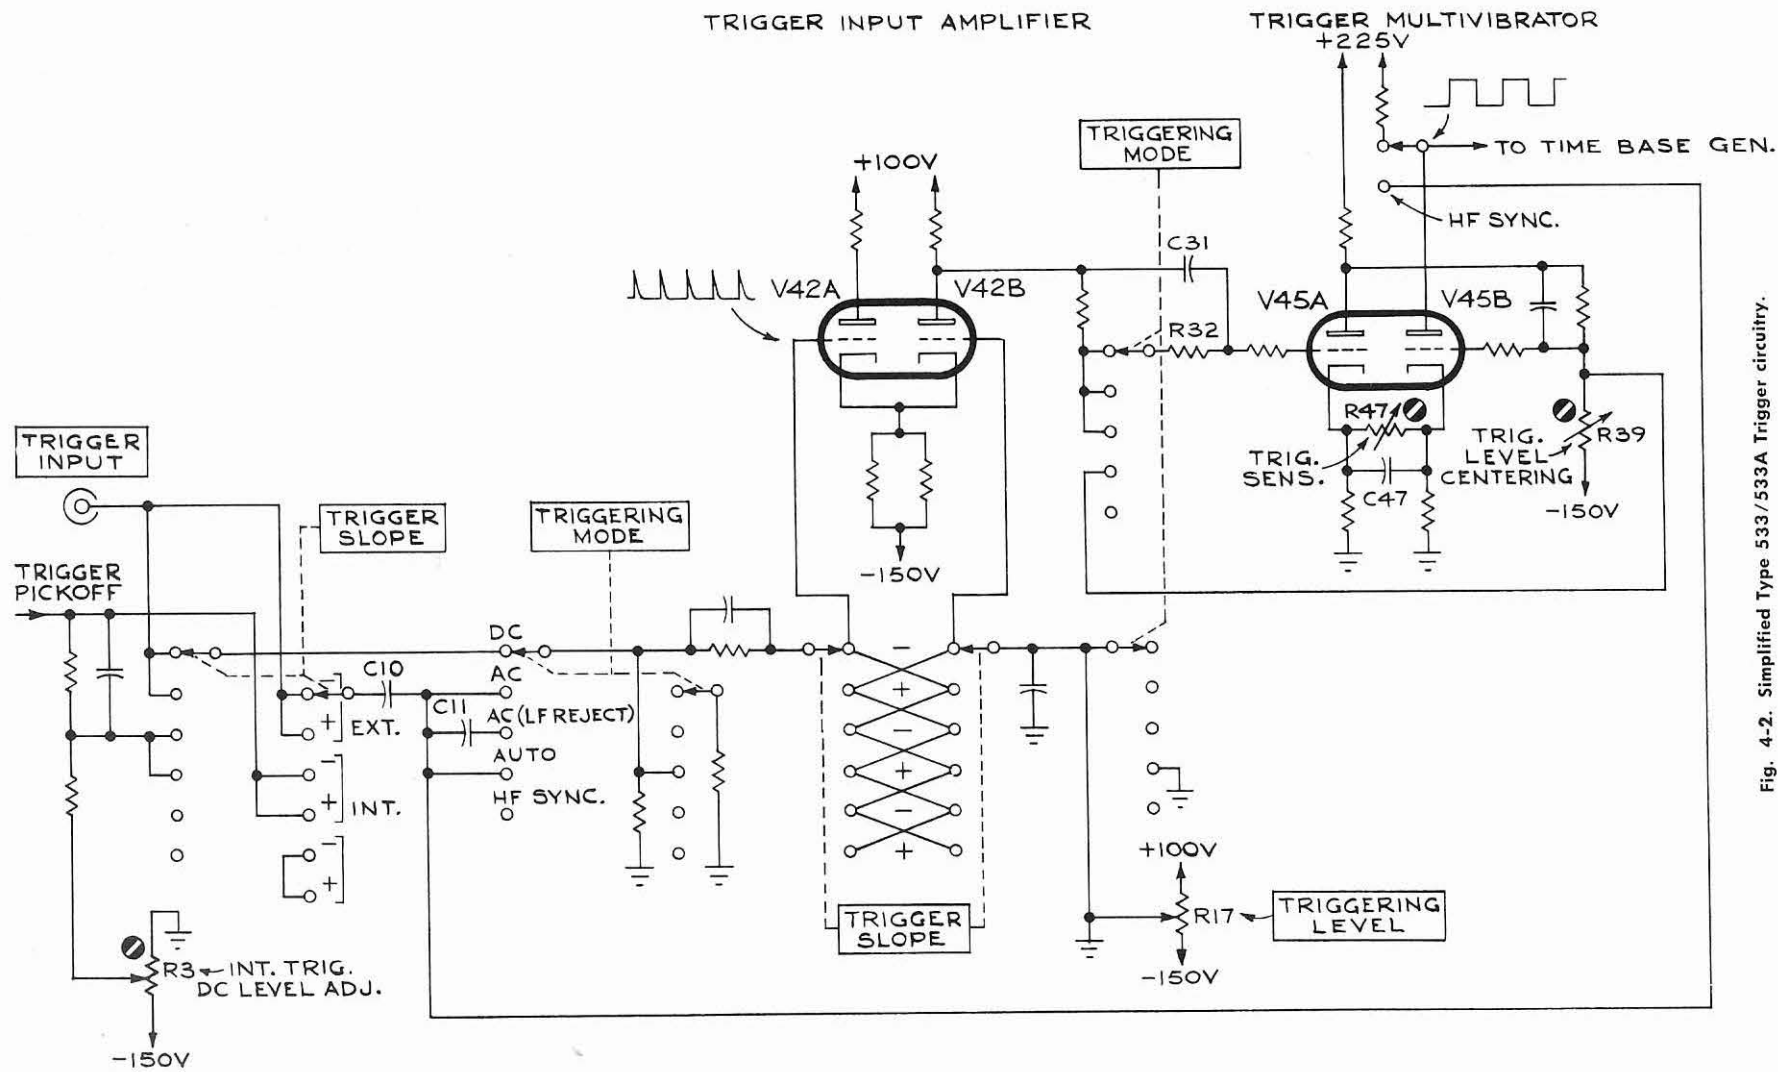 TRIGGER INPUT AMPLIFIER
TRIGGER MULTIVIBRATOR
+225V
TO TIME BASE GEN.
HF SYNC.
TRIGGERING
MODE
+100V
C31
V42A
V42B
V45A
V45B
R32
R47
TRIG.
SENS.
C47
TRIG.
LEVEL
CENTERING
R39
-150V
-150V
TRIGGER
INPUT
TRIGGER
SLOPE
TRIGGERING
MODE
TRIGGER
PICKOFF
DC
AC
AC (LF REJECT)
AUTO
HF SYNC.
C10
C11
-
+
EXT.
-
+
INT.
-
+
-
+
-
+
-
+
TRIGGER
SLOPE
+100V
R17
-150V
TRIGGERING
LEVEL
R3
INT. TRIG.
DC LEVEL ADJ.
-150V
Fig. 4-2. Simplified Type 533/533A Trigger circuitry.